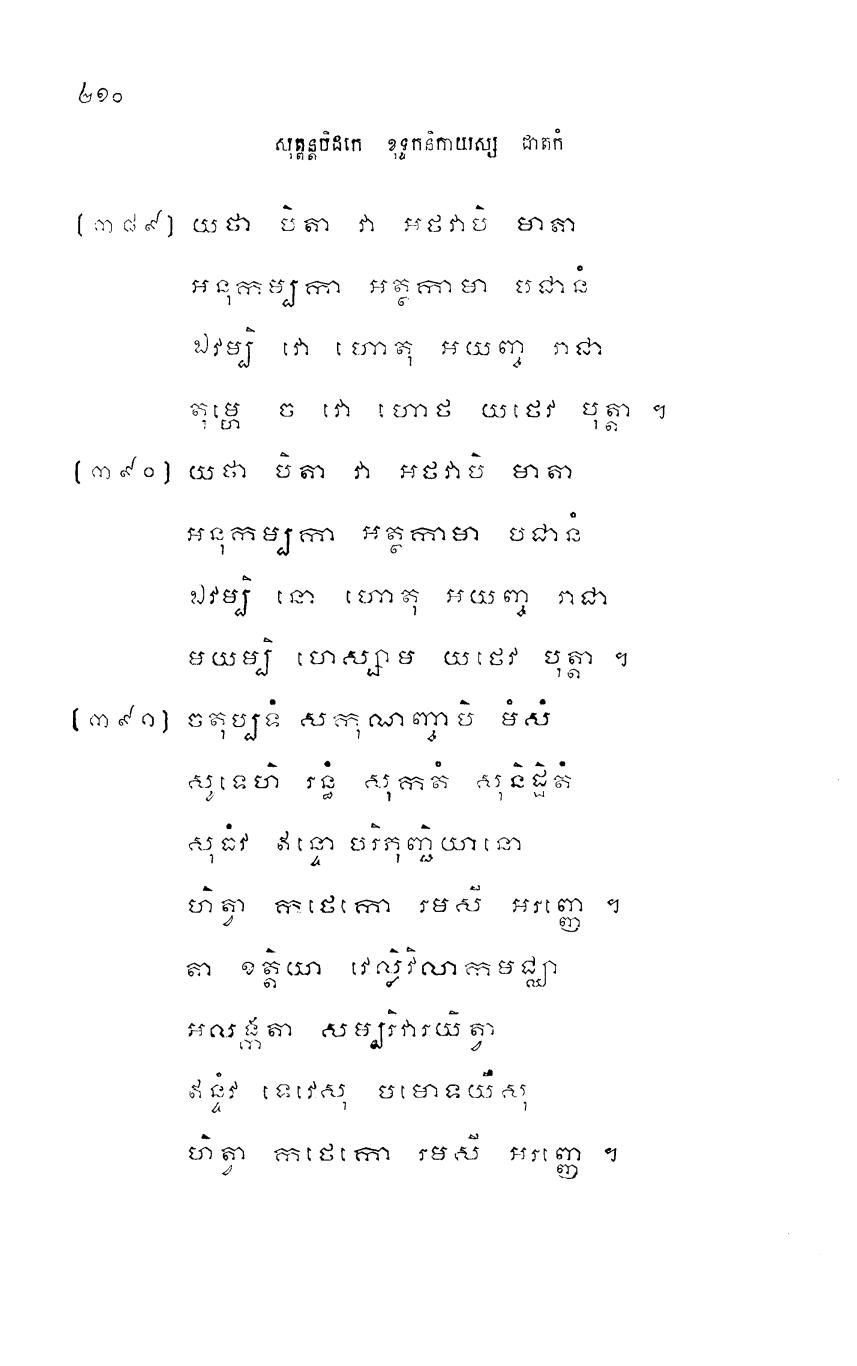 ២១០
សុត្តន្តបិដកេ ខុទ្ទកនិកាយស្ស ជាតកំ
(៣៨៩) យថា បិតា វា អថវាបិ មាតា
អនុកម្បកា អត្ថកាមា បជានំ
ឯវម្បិ វោ ហោតុ អយញ្ច រាជា
តុម្ហេ ច វោ ហោថ យថេវ បុត្តា ។
(៣៩០) យថា បិតា វា អថវាបិ មាតា
អនុកម្បកា អត្ថកាមា បជានំ
ឯវម្បិ នោ ហោតុ អយញ្ច រាជា
មយម្បិ ហេស្សាម យថេវ បុត្តា ។
(៣៩១) ចតុប្បទំ សកុណញ្ចាបិ មំសំ
សូទេហិ រន្ធំ សុកតំ សុនិដ្ឋិតំ
សុធំវ ឥន្ទោ បរិភុញ្ជិយានោ
ហិត្វា កថេកោ រមសី អរញ្ញេ ។
តា ខត្តិយា វេល្លិវិលាកមជ្ឈា
អលង្កតា សម្បរិវារយិត្វា
ឥន្ទំវ ទេវេសុ បមោទយឹសុ
ហិត្វា កថេកោ រមសី អរញ្ញេ ។